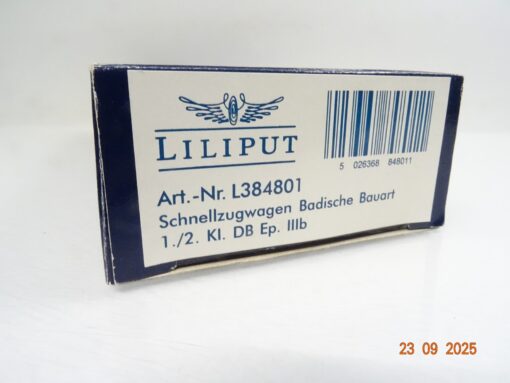 LILIPUT
5 026368 848011
Art.-Nr. L384801
Schnellzugwagen Badische Bauart
1./2. Kl. DB Ep. IIIb
23 09 2025